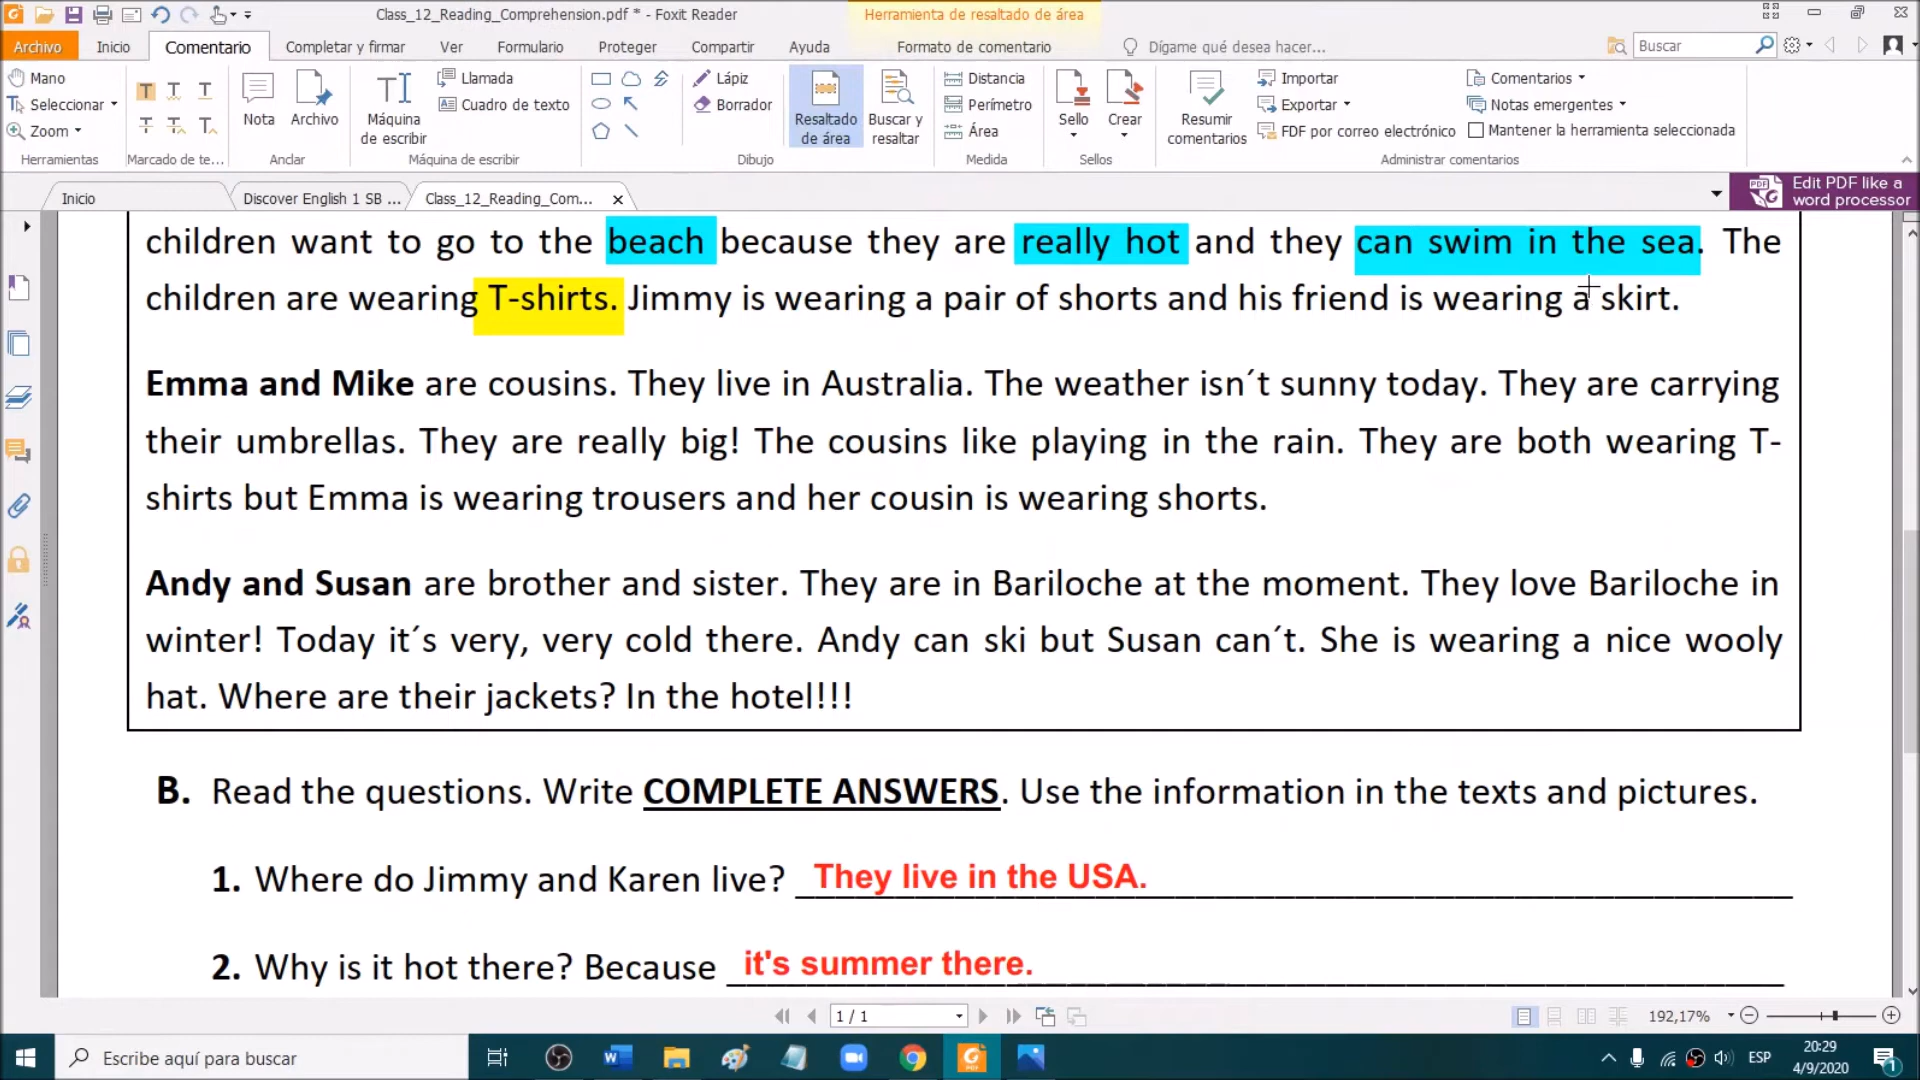 Class_12_Reading_Comprehension.pdf * - Foxit Reader
Herramienta de resaltado de área
Archivo Inicio Comentario Completar y firmar Ver Formulario Proteger Compartir Ayuda Formato de comentario Dígame qué desea hacer... Buscar
Mano
Seleccionar
Zoom
Herramientas
Marcado de te...
Nota Archivo
Anclar
Máquina de escribir
Llamada
Cuadro de texto
Máquina de escribir
Lápiz
Borrador
Dibujo
Resaltado de área
Buscar y resaltar
Distancia
Perímetro
Área
Medida
Sello Crear
Sellos
Resumir comentarios
Importar
Exportar
FDF por correo electrónico
Comentarios
Notas emergentes
Mantener la herramienta seleccionada
Administrar comentarios
Inicio Discover English 1 SB ... Class_12_Reading_Com...
Edit PDF like a
word processor
children want to go to the beach because they are really hot and they can swim in the sea. The
children are wearing T-shirts. Jimmy is wearing a pair of shorts and his friend is wearing a skirt.
Emma and Mike are cousins. They live in Australia. The weather isn´t sunny today. They are carrying
their umbrellas. They are really big! The cousins like playing in the rain. They are both wearing T-
shirts but Emma is wearing trousers and her cousin is wearing shorts.
Andy and Susan are brother and sister. They are in Bariloche at the moment. They love Bariloche in
winter! Today it´s very, very cold there. Andy can ski but Susan can´t. She is wearing a nice wooly
hat. Where are their jackets? In the hotel!!!
B. Read the questions. Write COMPLETE ANSWERS. Use the information in the texts and pictures.
1. Where do Jimmy and Karen live? They live in the USA.
2. Why is it hot there? Because it's summer there.
1 / 1
192,17%
Escribe aquí para buscar
ESP
20:29
4/9/2020
1